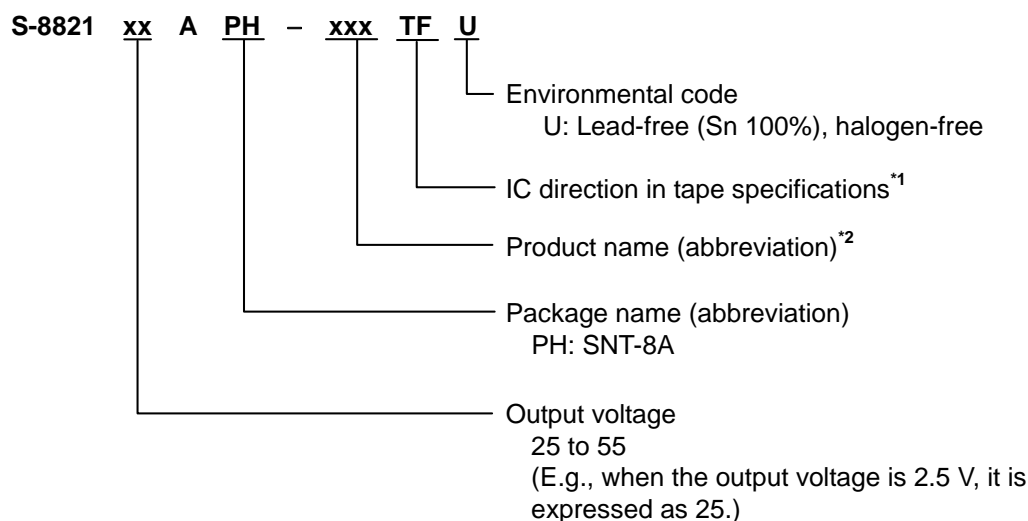 S-8821 xx A PH – xxx TF U
Environmental code
U: Lead-free (Sn 100%), halogen-free
IC direction in tape specifications*1
Product name (abbreviation)*2
Package name (abbreviation)
PH: SNT-8A
Output voltage
25 to 55
(E.g., when the output voltage is 2.5 V, it is
expressed as 25.)